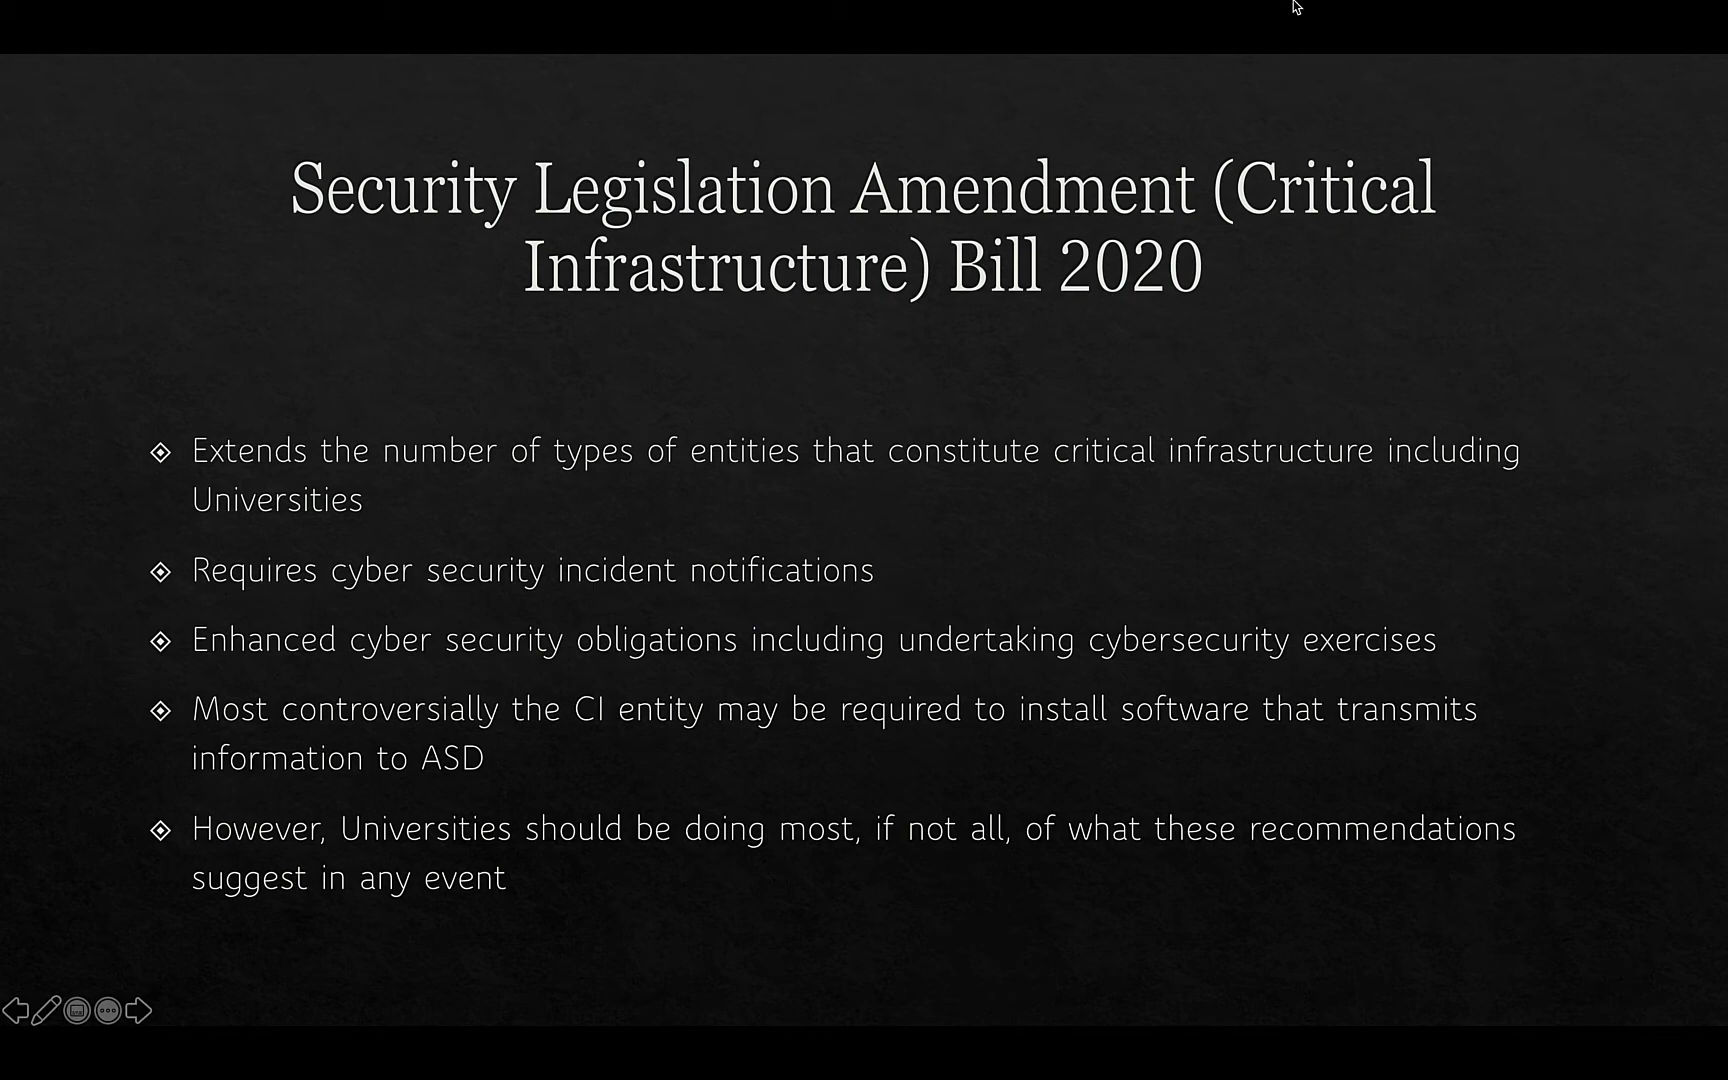 Security Legislation Amendment (Critical
Infrastructure) Bill 2020
Extends the number of types of entities that constitute critical infrastructure including
Universities
Requires cyber security incident notifications
Enhanced cyber security obligations including undertaking cybersecurity exercises
Most controversially the CI entity may be required to install software that transmits
information to ASD
However, Universities should be doing most, if not all, of what these recommendations
suggest in any event